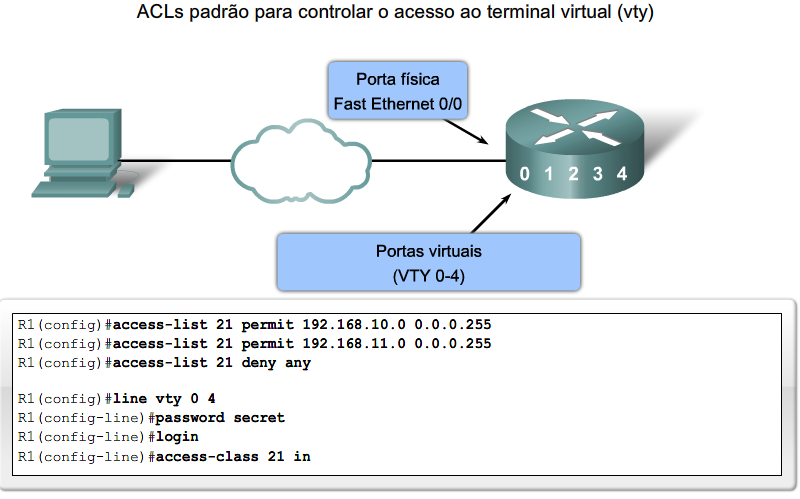 ACLs padrão para controlar o acesso ao terminal virtual (vty)
Porta física
Fast Ethernet 0/0
0 1 2 3 4
Portas virtuais
(VTY 0-4)
R1(config)#access-list 21 permit 192.168.10.0 0.0.0.255
R1(config)#access-list 21 permit 192.168.11.0 0.0.0.255
R1(config)#access-list 21 deny any
R1(config)#line vty 0 4
R1(config-line)#password secret
R1(config-line)#login
R1(config-line)#access-class 21 in